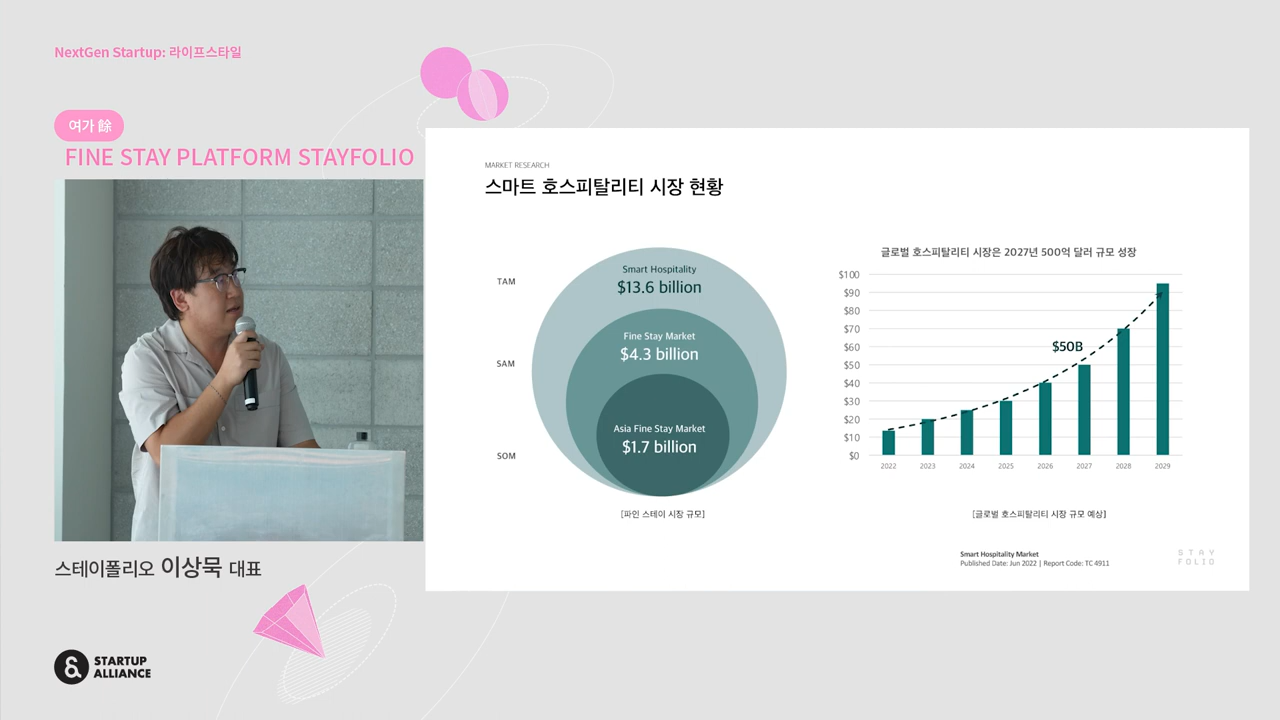 NextGen Startup: 라이프스타일
여가 餘
FINE STAY PLATFORM STAYFOLIO
MARKET RESEARCH
스마트 호스피탈리티 시장 현황
TAM
SAM
SOM
Smart Hospitality
$13.6 billion
Fine Stay Market
$4.3 billion
Asia Fine Stay Market
$1.7 billion
[파인 스테이 시장 규모]
글로벌 호스피탈리티 시장은 2027년 500억 달러 규모 성장
$100
$90
$80
$70
$60
$50
$40
$30
$20
$10
$0
$50B
2022 2023 2024 2025 2026 2027 2028 2029
[글로벌 호스피탈리티 시장 규모 예상]
Smart Hospitality Market
Published Date: Jun 2022 | Report Code: TC 4911
STAY
FOLIO
스테이폴리오 이상묵 대표
STARTUP
ALLIANCE